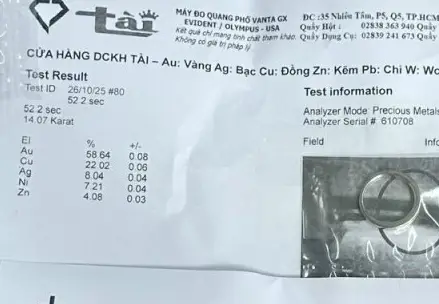 tài
MÁY ĐO QUANG PHỔ VANTA GX
EVIDENT / OLYMPUS - USA
Kết quả chỉ mang tính chất tham khảo
Không có giá trị pháp lý
ĐC :35 Nhiêu Tâm, P5, Q5, TP.HCM
Quầy Hột : 02838 363 940 Quầy
Quầy Dụng Cụ: 02839 241 673 Quầy
CỬA HÀNG DCKH TÀI – Au: Vàng Ag: Bạc Cu: Đồng Zn: Kẽm Pb: Chì W: Wo
Test Result
Test ID 26/10/25 #80
52.2 sec
52.2 sec
14.07 Karat
El % +/-
Au 58.64 0.08
Cu 22.02 0.06
Ag 8.04 0.04
Ni 7.21 0.04
Zn 4.08 0.03
Test information
Analyzer Mode: Precious Metals
Analyzer Serial #: 610708
Field Info